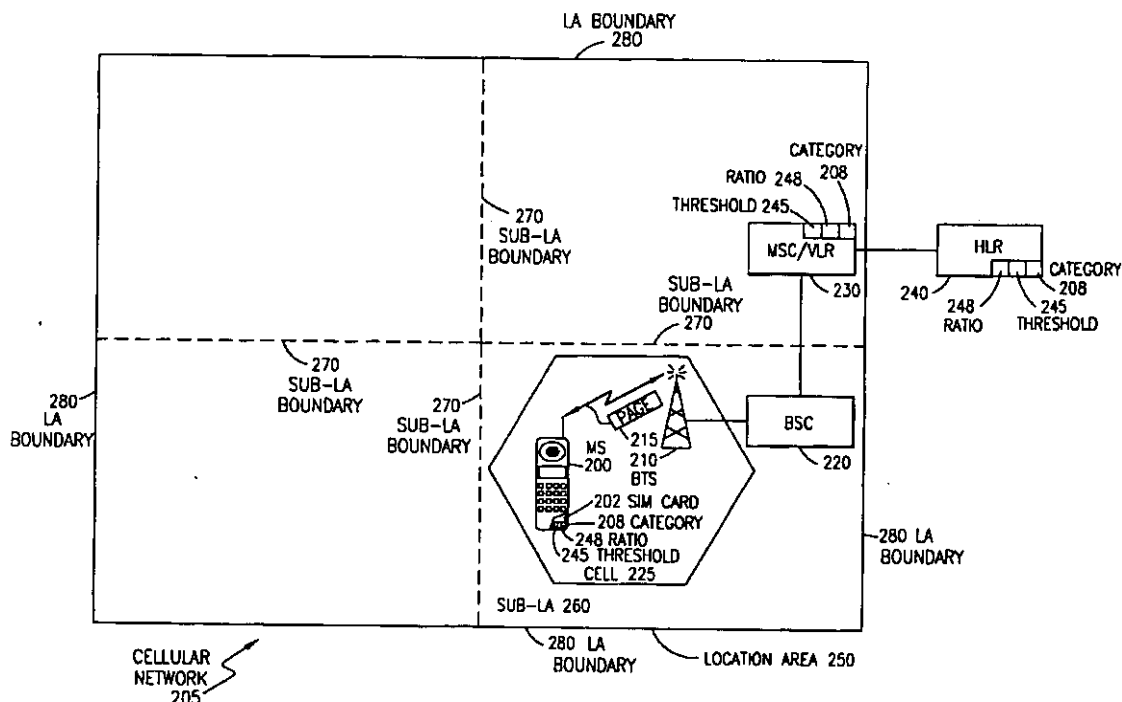 LA BOUNDARY
280
CATEGORY
208
RATIO 248
THRESHOLD 245
MSC/VLR
230
HLR
240
CATEGORY
208
248
RATIO
245
THRESHOLD
270
SUB-LA
BOUNDARY
SUB-LA
BOUNDARY
270
270
SUB-LA
BOUNDARY
280
LA
BOUNDARY
270
SUB-LA
BOUNDARY
PAGE
215
210
BTS
BSC
220
MS
200
202 SIM CARD
208 CATEGORY
248 RATIO
245 THRESHOLD
CELL 225
280 LA
BOUNDARY
SUB-LA 260
280 LA
BOUNDARY
LOCATION AREA 250
CELLULAR
NETWORK
205